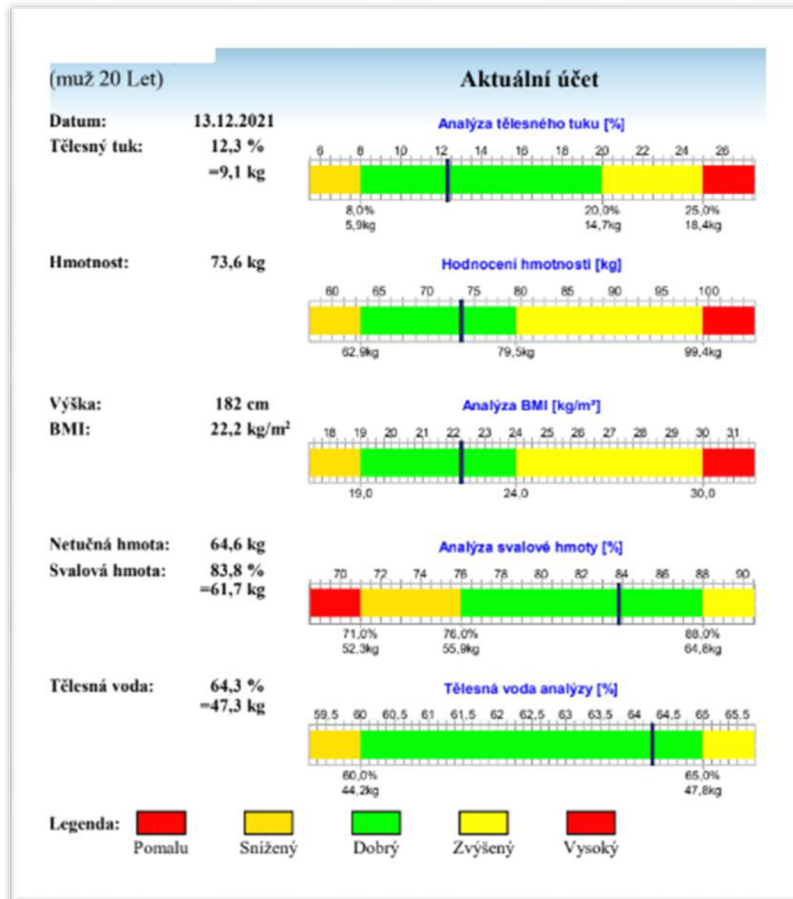 (muž 20 Let)
Aktuální účet
Datum: 13.12.2021
Analýza tělesného tuku [%]
Tělesný tuk: 12,3 %
=9,1 kg
6 8 10 12 14 16 18 20 22 24 26
8,0% 20,0% 25,0%
5,9kg 14,7kg 18,4kg
Hmotnost: 73,6 kg
Hodnocení hmotnosti [kg]
60 65 70 75 80 85 90 95 100
62,9kg 79,5kg 99,4kg
Výška: 182 cm
Analýza BMI [kg/m²]
BMI: 22,2 kg/m²
18 19 20 21 22 23 24 25 26 27 28 29 30 31
19,0 24,0 30,0
Netučná hmota: 64,6 kg
Analýza svalové hmoty [%]
Svalová hmota: 83,8 %
=61,7 kg
70 72 74 76 78 80 82 84 86 88 90
71,0% 76,0% 88,0%
52,3kg 55,9kg 64,8kg
Tělesná voda: 64,3 %
=47,3 kg
Tělesná voda analýzy [%]
59,5 60 60,5 61 61,5 62 62,5 63 63,5 64 64,5 65 65,5
60,0% 65,0%
44,2kg 47,8kg
Legenda:
Pomalu Snížený Dobrý Zvýšený Vysoký